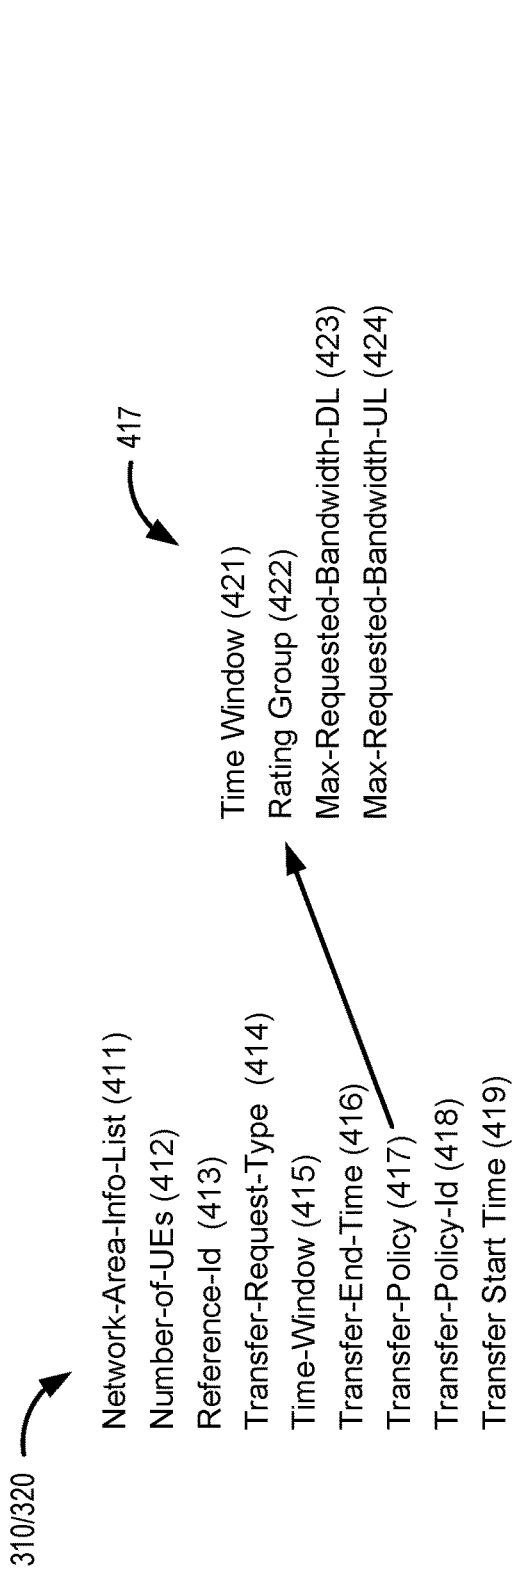 310/320
Network-Area-Info-List (411)
Number-of-UEs (412)
Reference-Id (413)
Transfer-Request-Type (414)
Time-Window (415)
Transfer-End-Time (416)
Transfer-Policy (417)
Transfer-Policy-Id (418)
Transfer Start Time (419)
417
Time Window (421)
Rating Group (422)
Max-Requested-Bandwidth-DL (423)
Max-Requested-Bandwidth-UL (424)